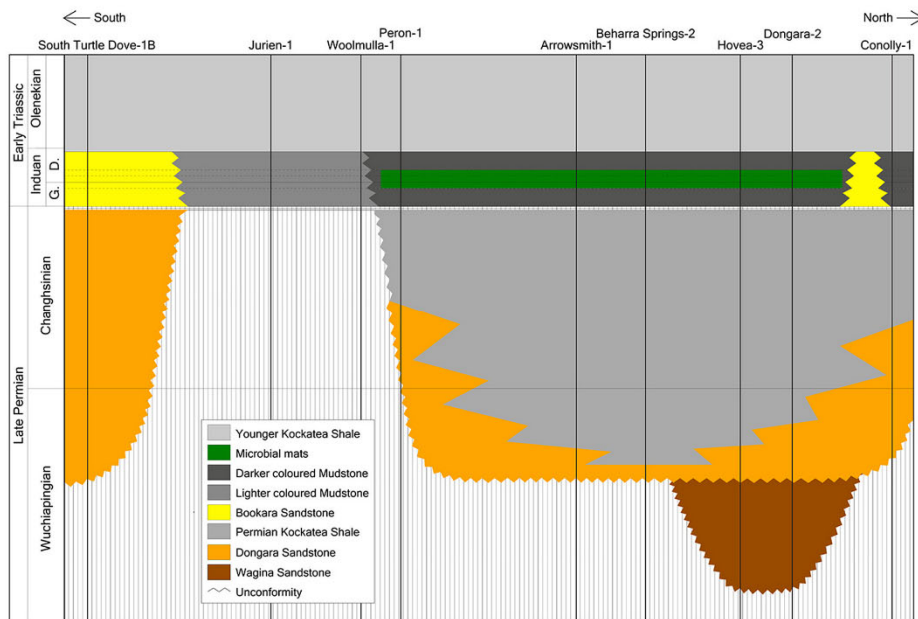 South
North
Peron-1
Beharra Springs-2
Dongara-2
South Turtle Dove-1B
Jurien-1
Woolmulla-1
Arrowsmith-1
Hovea-3
Conolly-1
Early Triassic
Olenekian
Induan
D.
G.
Late Permian
Changhsinian
Wuchiapingian
Younger Kockatea Shale
Microbial mats
Darker coloured Mudstone
Lighter coloured Mudstone
Bookara Sandstone
Permian Kockatea Shale
Dongara Sandstone
Wagina Sandstone
Unconformity